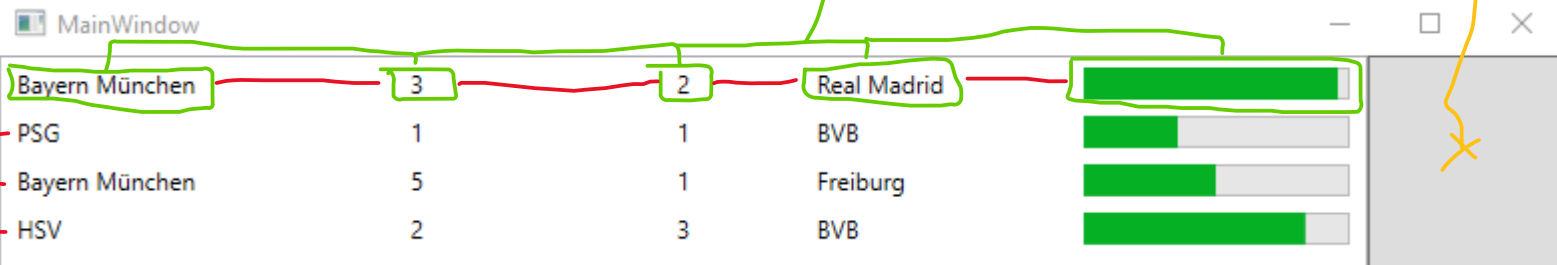 MainWindow
Bayern München 3 2 Real Madrid
PSG 1 1 BVB
Bayern München 5 1 Freiburg
HSV 2 3 BVB